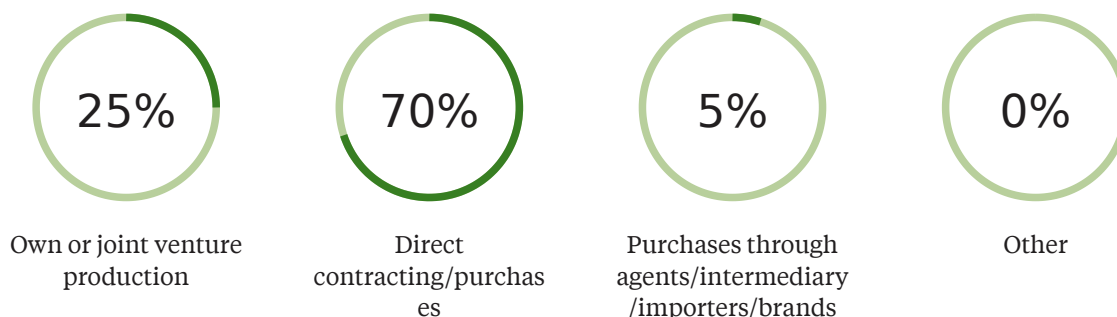 25%
70%
5%
0%
Own or joint venture
production
Direct
contracting/purchas
es
Purchases through
agents/intermediary
/importers/brands
Other